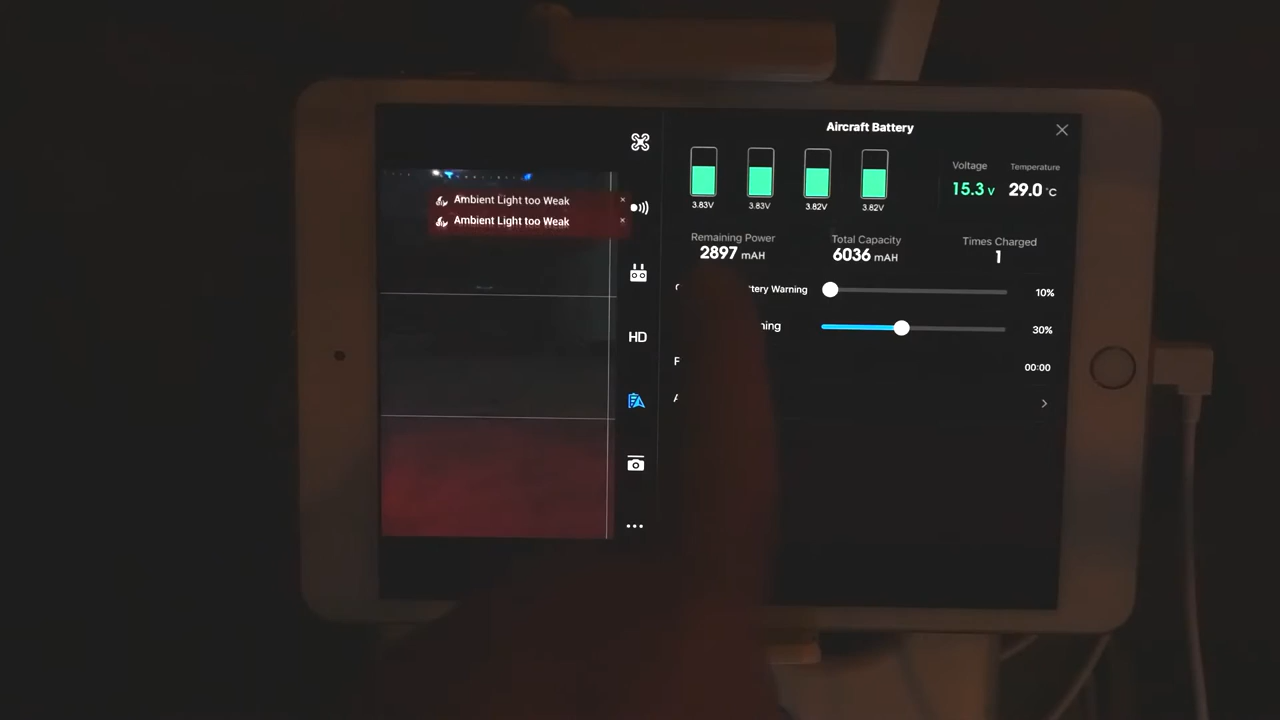 Aircraft Battery
Ambient Light too Weak
Ambient Light too Weak
HD
3.83V 3.83V 3.82V 3.82V
Voltage Temperature
15.3 V 29.0 °C
Remaining Power Total Capacity Times Charged
2897 mAH 6036 mAH 1
Warning 10%
30%
00:00